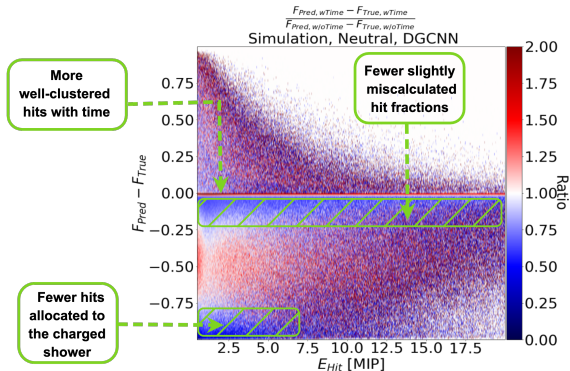 F_{Pred, wTime} − F_{True, wTime}
F_{Pred, w/oTime} − F_{True, w/oTime}
Simulation, Neutral, DGCNN
More
well-clustered
hits with time
Fewer slightly
miscalculated
hit fractions
Fewer hits
allocated to
the charged
shower
F_{Pred} − F_{True}
0.75
0.50
0.25
0.00
−0.25
−0.50
−0.75
2.5 5.0 7.5 10.0 12.5 15.0 17.5
E_{Hit} [MIP]
2.00
1.75
1.50
1.25
1.00
0.75
0.50
0.25
0.00
Ratio